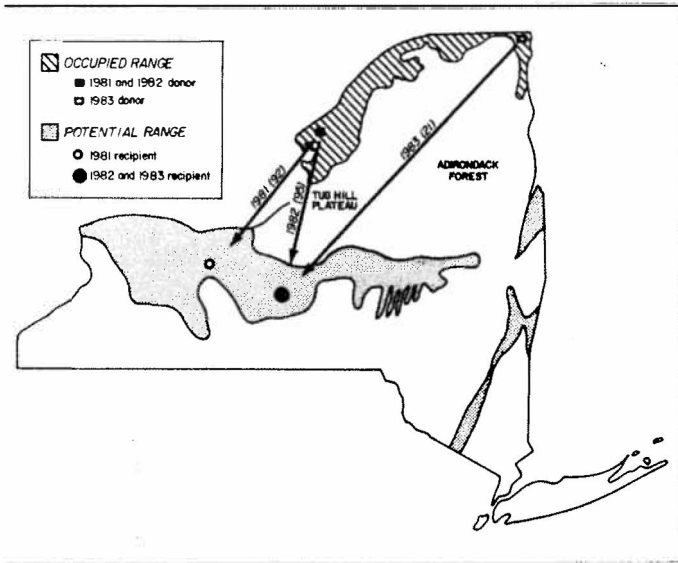 OCCUPIED RANGE
1981 and 1982 donor
1983 donor
POTENTIAL RANGE
1981 recipient
1982 and 1983 recipient
1981 (92)
1982 (95)
1983 (21)
TUG HILL
PLATEAU
ADIRONDACK
FOREST